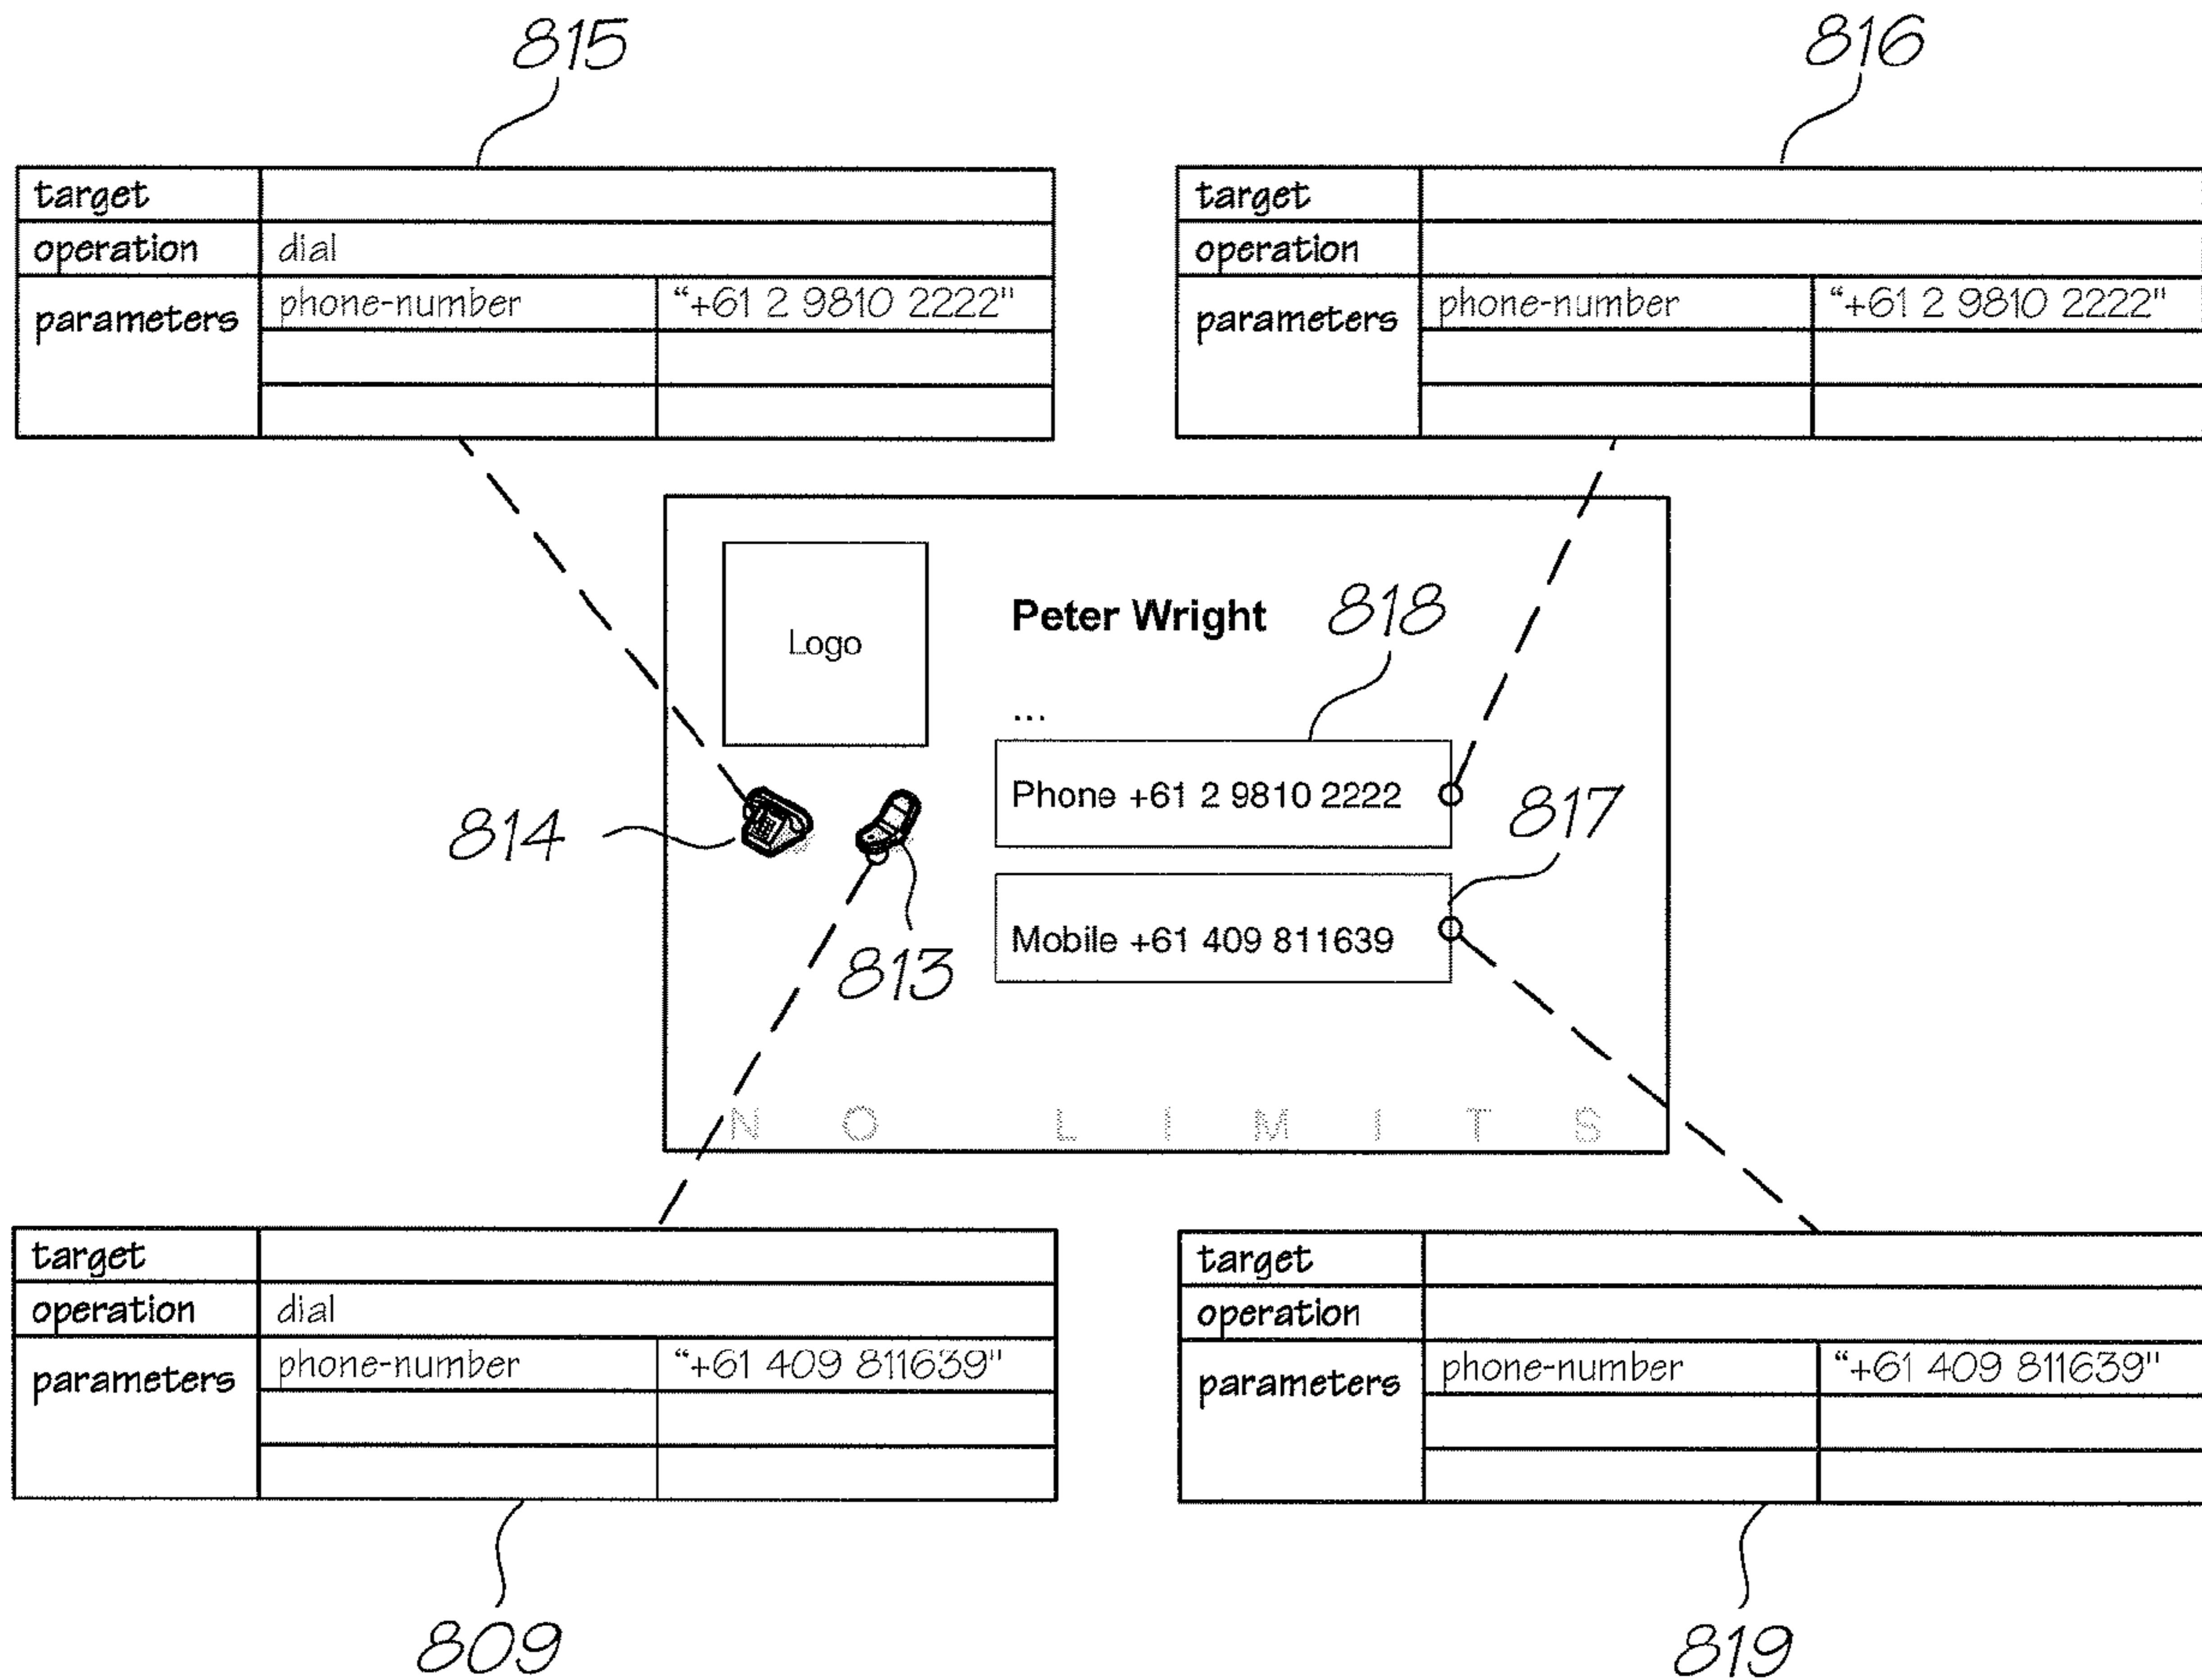 815
816
target
operation dial
parameters phone-number "+61 2 9810 2222"
target
operation
parameters phone-number "+61 2 9810 2222"
Logo
Peter Wright
818
...
Phone +61 2 9810 2222
817
814
Mobile +61 409 811639
813
NO LIMITS
target
operation dial
parameters phone-number "+61 409 811639"
target
operation
parameters phone-number "+61 409 811639"
809
819